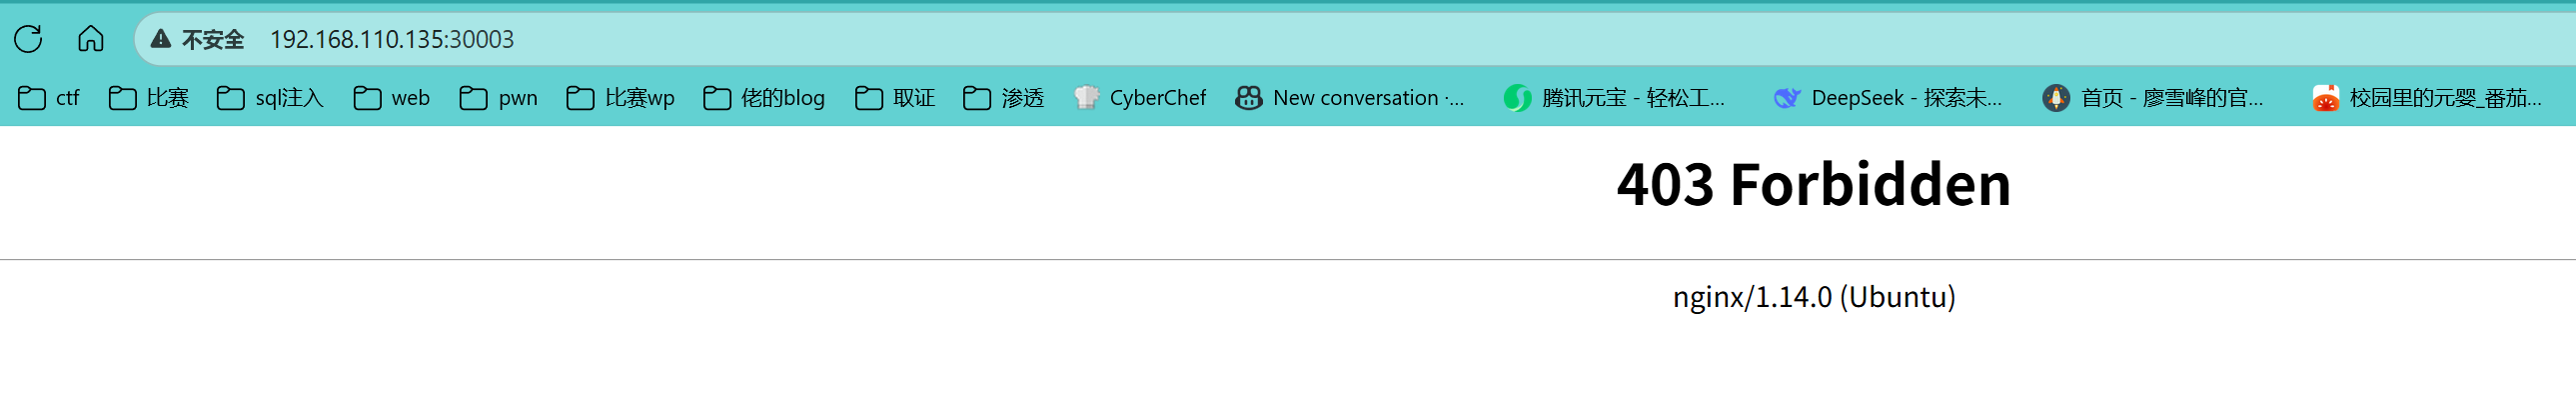 不安全 192.168.110.135:30003
ctf 比赛 sql注入 web pwn 比赛wp 佬的blog 取证 渗透 CyberChef New conversation ·... 腾讯元宝 - 轻松工... DeepSeek - 探索未... 首页 - 廖雪峰的官... 校园里的元婴_番茄...
403 Forbidden
nginx/1.14.0 (Ubuntu)